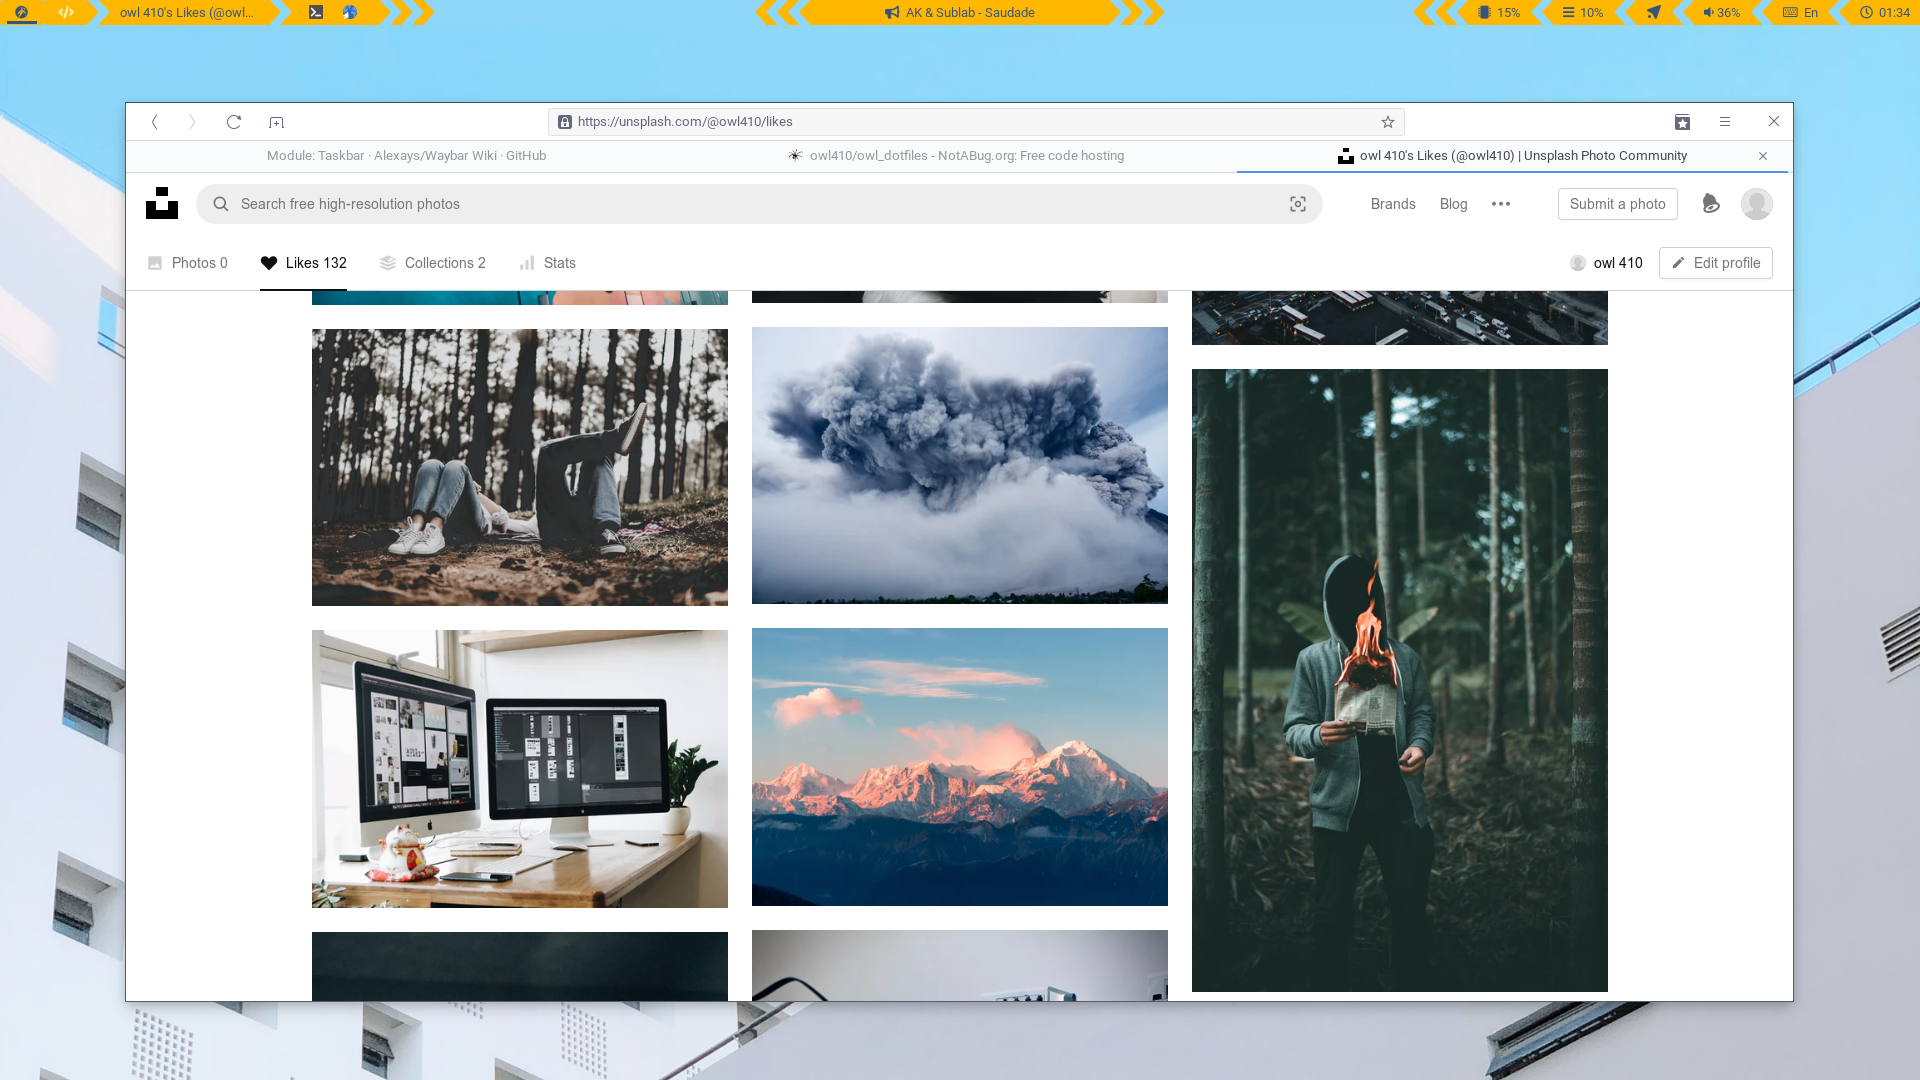 owl 410's Likes (@owl...
AK & Sublab - Saudade
15%
10%
36%
En
01:34
https://unsplash.com/@owl410/likes
Module: Taskbar · Alexays/Waybar Wiki · GitHub
owl410/owl_dotfiles - NotABug.org: Free code hosting
owl 410's Likes (@owl410) | Unsplash Photo Community
Search free high-resolution photos
Brands
Blog
Submit a photo
Photos 0
Likes 132
Collections 2
Stats
owl 410
Edit profile